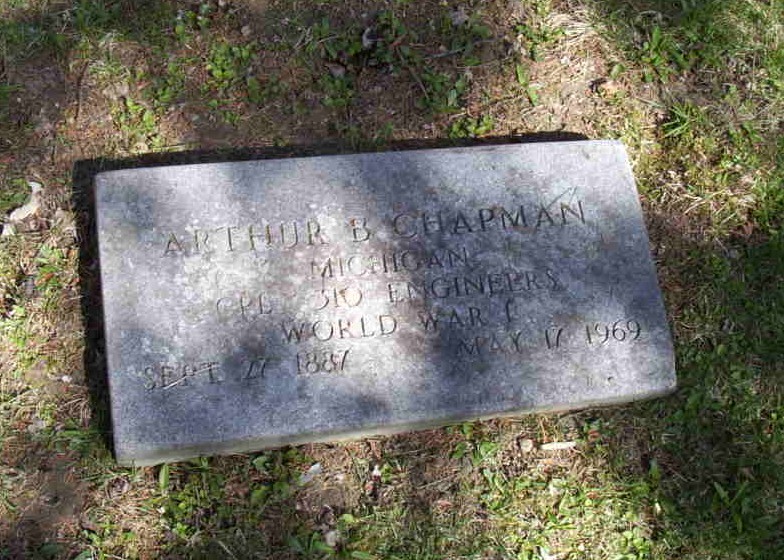 ARTHUR B CHAPMAN
MICHIGAN
CPL 310 ENGINEERS
WORLD WAR I
SEPT 27 1887 MAY 17 1969